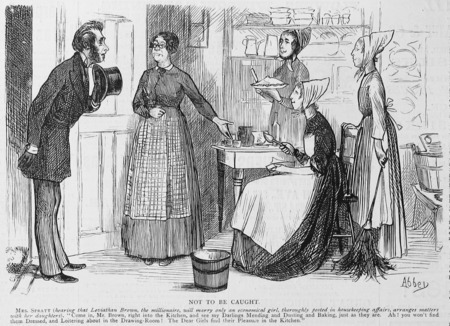 Abbey
NOT TO BE CAUGHT.
MRS. SPRATT (hearing that Leviathan Brown, the millionaire, will marry only an economical girl, thoroughly posted in housekeeping affairs, arranges matters
with her daughters). "Come in, Mr. Brown, right into the Kitchen, and see my Darlings Mending and Dusting and Baking, just as they are. Ah! you won't find
them Dressed, and Loitering about in the Drawing-Room! The Dear Girls find their Pleasure in the Kitchen."